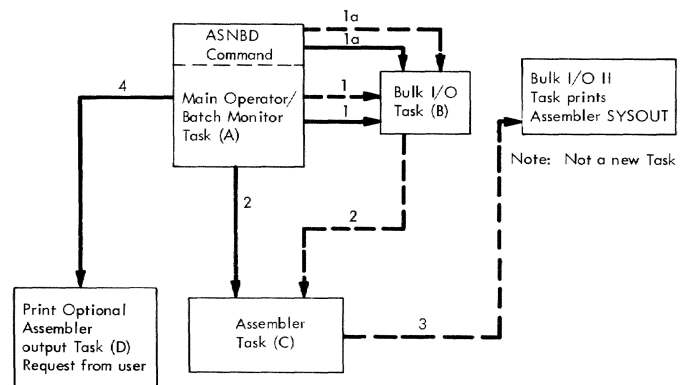 1a
ASNBD
Command
1a
4
Main Operator/
Batch Monitor
Task (A)
1
1
Bulk I/O
Task (B)
Bulk I/O II
Task prints
Assembler SYSOUT
Note: Not a new Task
2
2
Print Optional
Assembler
output Task (D)
Request from user
Assembler
Task (C)
3